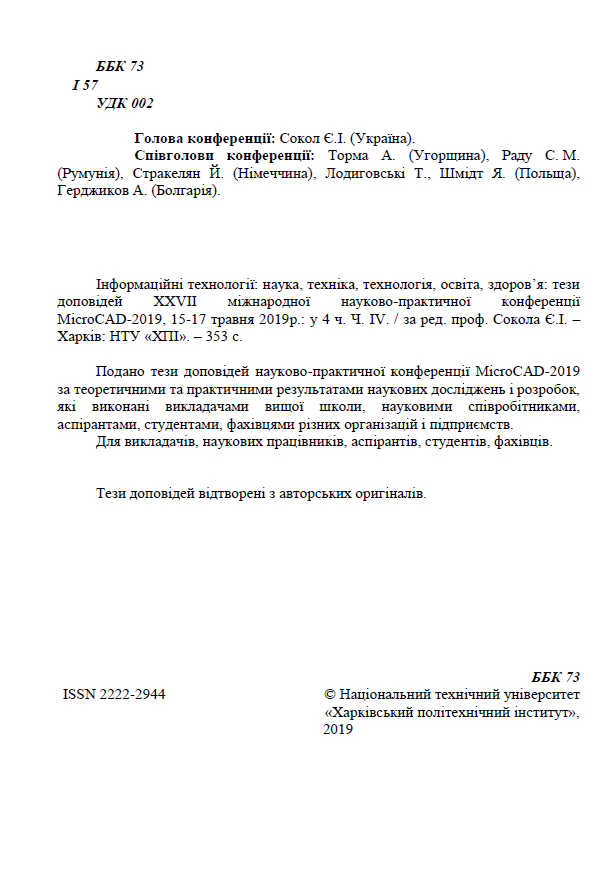 ББК 73
І 57
УДК 002
Голова конференції: Сокол Є.І. (Україна).
Співголови конференції: Торма А. (Угорщина), Раду С. М.
(Румунія), Стракелян Й. (Німеччина), Лодиговські Т., Шмідт Я. (Польща),
Герджиков А. (Болгарія).
Інформаційні технології: наука, техніка, технологія, освіта, здоров’я: тези
доповідей XXVII міжнародної науково-практичної конференції
MicroCAD-2019, 15-17 травня 2019р.: у 4 ч. Ч. IV. / за ред. проф. Сокола Є.І. –
Харків: НТУ «ХПІ». – 353 с.
Подано тези доповідей науково-практичної конференції MicroCAD-2019
за теоретичними та практичними результатами наукових досліджень і розробок,
які виконані викладачами вищої школи, науковими співробітниками,
аспірантами, студентами, фахівцями різних організацій і підприємств.
Для викладачів, наукових працівників, аспірантів, студентів, фахівців.
Тези доповідей відтворені з авторських оригіналів.
ББК 73
ISSN 2222-2944 © Національний технічний університет
«Харківський політехнічний інститут»,
2019